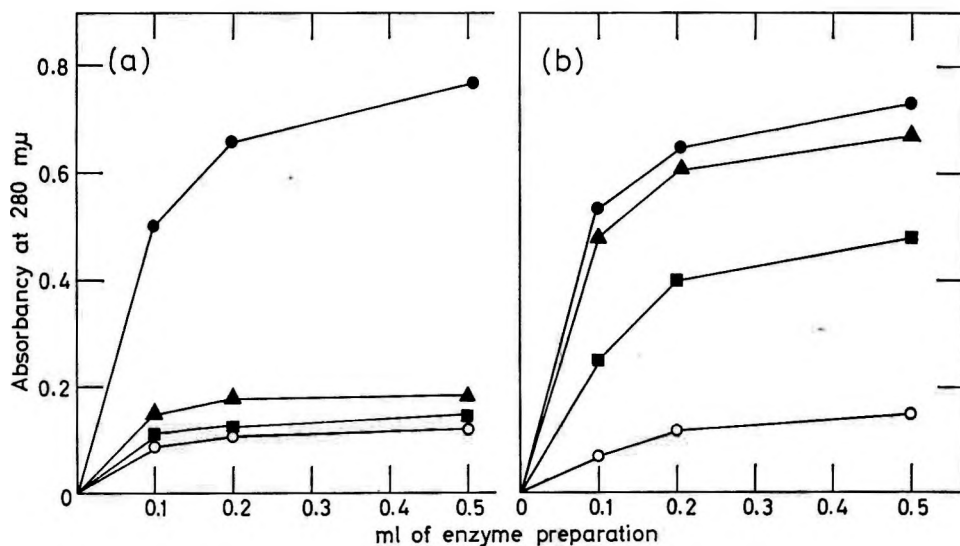 (a)
(b)
Absorbancy at 280 mμ
0.8
0.6
0.4
0.2
0
0.1 0.2 0.3 0.4 0.5
0 0.1 0.2 0.3 0.4 0.5
ml of enzyme preparation